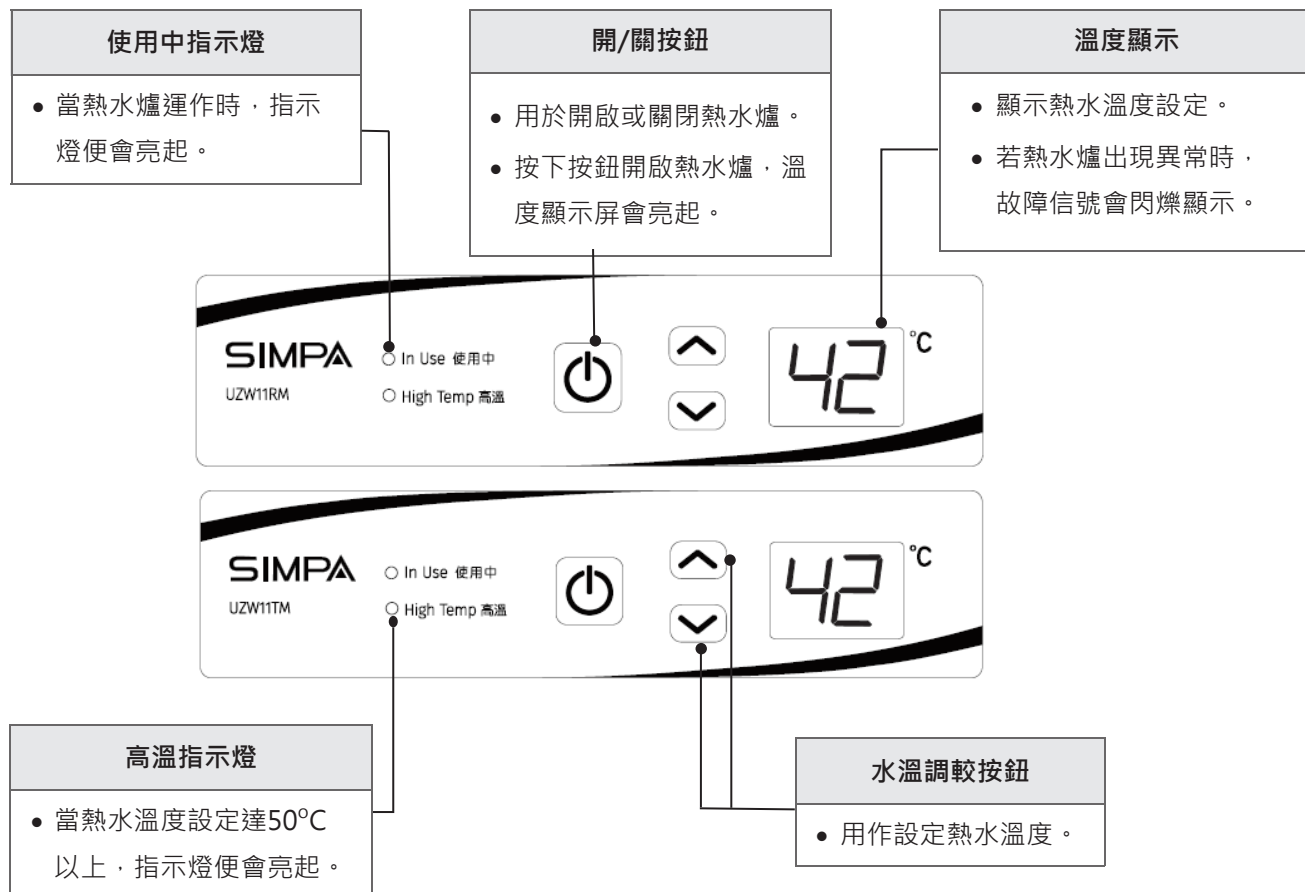 使用中指示燈
• 當熱水爐運作時，指示
燈便會亮起。
開/關按鈕
• 用於開啟或關閉熱水爐。
• 按下按鈕開啟熱水爐，溫
度顯示屏會亮起。
溫度顯示
• 顯示熱水溫度設定。
• 若熱水爐出現異常時，
故障信號會閃爍顯示。
SIMPA
UZW11RM
In Use 使用中
High Temp 高溫
42 °C
SIMPA
UZW11TM
In Use 使用中
High Temp 高溫
42 °C
高溫指示燈
• 當熱水溫度設定達50°C
以上，指示燈便會亮起。
水溫調較按鈕
• 用作設定熱水溫度。